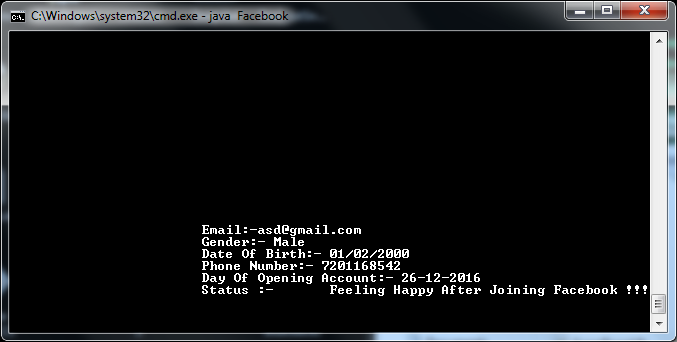 C:\Windows\system32\cmd.exe - java  Facebook
Email:-asd@gmail.com
Gender:- Male
Date Of Birth:- 01/02/2000
Phone Number:- 7201168542
Day Of Opening Account:- 26-12-2016
Status :-       Feeling Happy After Joining Facebook !!!